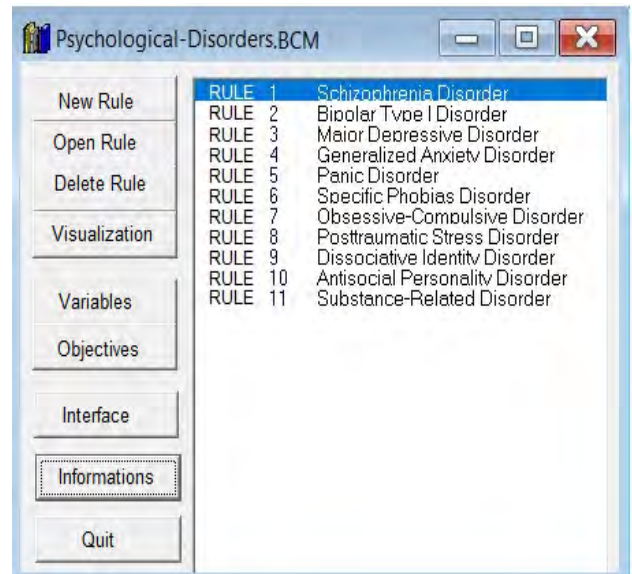 Psychological-Disorders.BCM
New Rule
Open Rule
Delete Rule
Visualization
Variables
Objectives
Interface
Informations
Quit
RULE 1 Schizophrenia Disorder
RULE 2 Bipolar Type I Disorder
RULE 3 Major Depressive Disorder
RULE 4 Generalized Anxiety Disorder
RULE 5 Panic Disorder
RULE 6 Specific Phobias Disorder
RULE 7 Obsessive-Compulsive Disorder
RULE 8 Posttraumatic Stress Disorder
RULE 9 Dissociative Identity Disorder
RULE 10 Antisocial Personality Disorder
RULE 11 Substance-Related Disorder